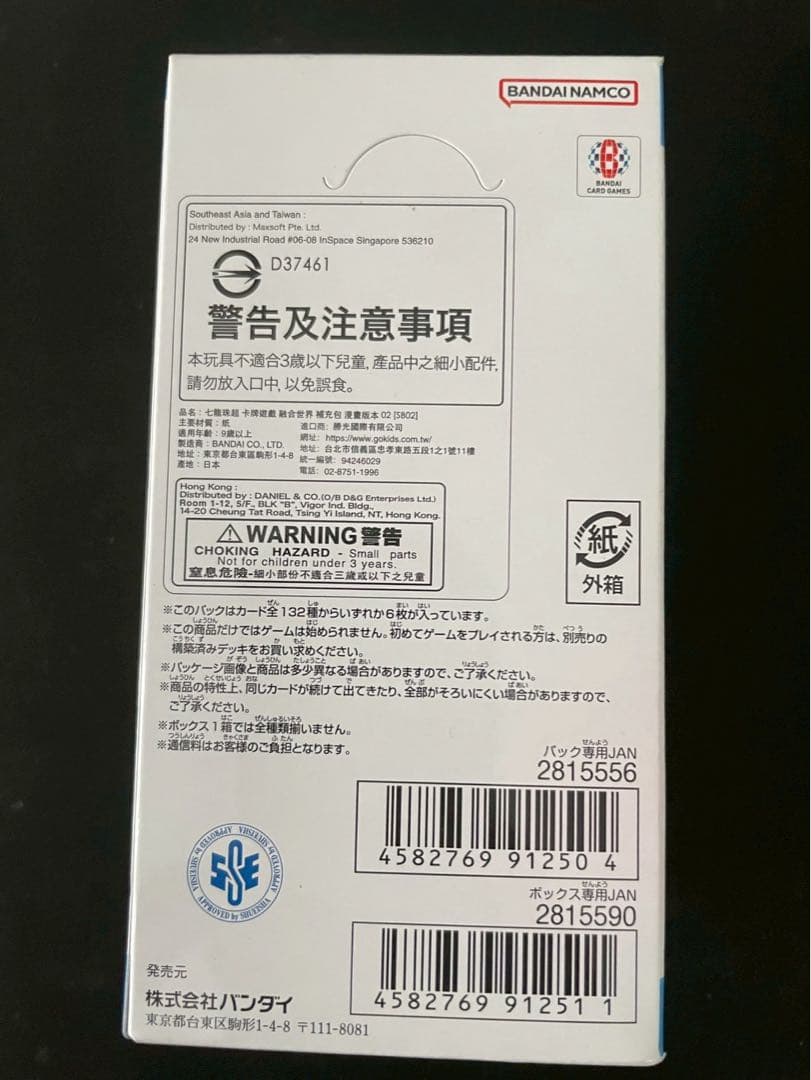 BANDAI NAMCO
BANDAI
CARD GAMES
Southeast Asia and Taiwan :
Distributed by : Maxsoft Pte. Ltd.
24 New Industrial Road #06-08 InSpace Singapore 536210
D37461
警告及注意事項
本玩具不適合3歲以下兒童, 產品中之細小配件,
請勿放入口中, 以免誤食。
品名：七龍珠超 卡牌遊戲 融合世界 補充包 漫畫版本 02 [SB02]
主要材質：紙
適用年齡：9歲以上
製造商：BANDAI CO., LTD.
地址：東京都台東區駒形1-4-8
產地：日本
進口商：勝光國際有限公司
網址：https://www.gokids.com.tw/
地址：台北市信義區忠孝東路五段1之1號11樓
統一編號：94246029
電話：02-8751-1996
Hong Kong :
Distributed by : DANIEL & CO.(O/B D&G Enterprises Ltd.)
Room 1-12, 5/F., BLK "B", Vigor Ind. Bldg.,
14-20 Cheung Tat Road, Tsing Yi Island, NT, Hong Kong.
WARNING 警告
CHOKING HAZARD - Small parts
Not for children under 3 years.
窒息危險-細小部份不適合三歲或以下之兒童
紙
外箱
※このパックはカード全132種からいずれか6枚が入っています。
※この商品だけではゲームは始められません。初めてゲームをプレイされる方は、別売りの
構築済みデッキをお買い求めください。
※パッケージ画像と商品は多少異なる場合がありますので、ご了承ください。
※商品の特性上、同じカードが続けて出てきたり、全部がそろいにくい場合がありますので、
ご了承ください。
※ボックス1箱では全種類揃いません。
※通信料はお客様のご負担となります。
パック専用JAN
2815556
4582769 91250 4
ボックス専用JAN
2815590
4582769 91251 1
APPROVED by SHUEISHA
発売元
株式会社バンダイ
東京都台東区駒形1-4-8 〒111-8081